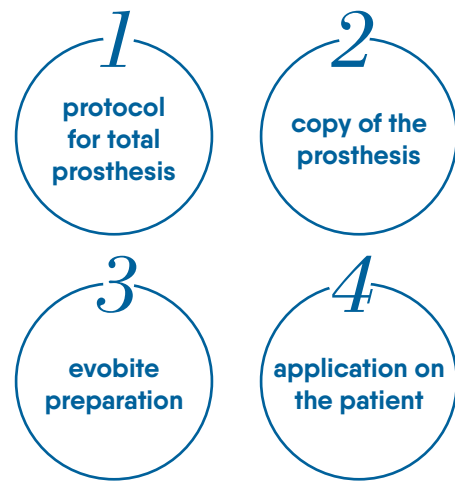 1
protocol
for total
prosthesis
2
copy of the
prosthesis
3
evobite
preparation
4
application on
the patient